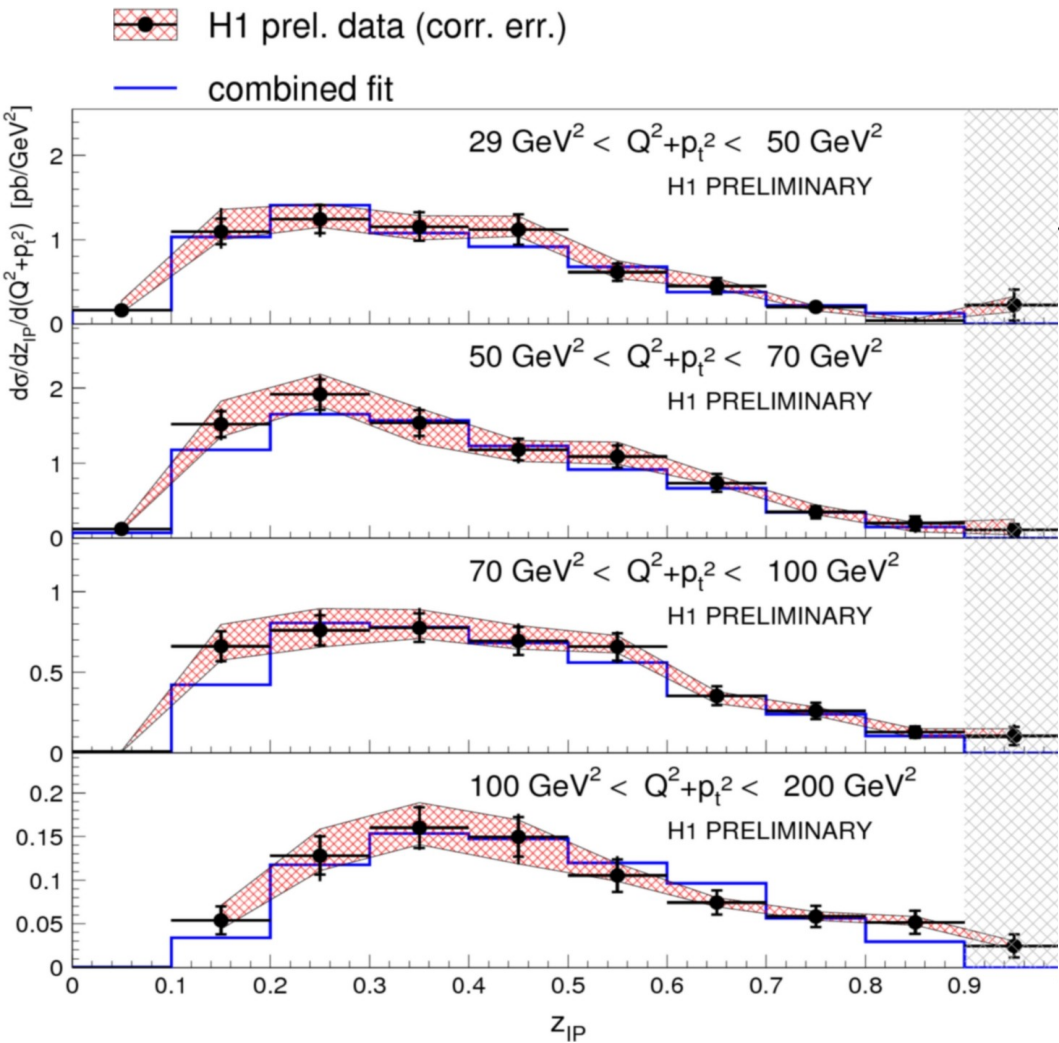 H1 prel. data (corr. err.)
combined fit
dσ/dz_IP/d(Q²+p_t²) [pb/GeV²]
29 GeV² < Q²+p_t² < 50 GeV²
H1 PRELIMINARY
2
1
0
50 GeV² < Q²+p_t² < 70 GeV²
H1 PRELIMINARY
2
1
0
70 GeV² < Q²+p_t² < 100 GeV²
H1 PRELIMINARY
1
0.5
0
100 GeV² < Q²+p_t² < 200 GeV²
H1 PRELIMINARY
0.2
0.15
0.1
0.05
0
0 0.1 0.2 0.3 0.4 0.5 0.6 0.7 0.8 0.9
z_IP